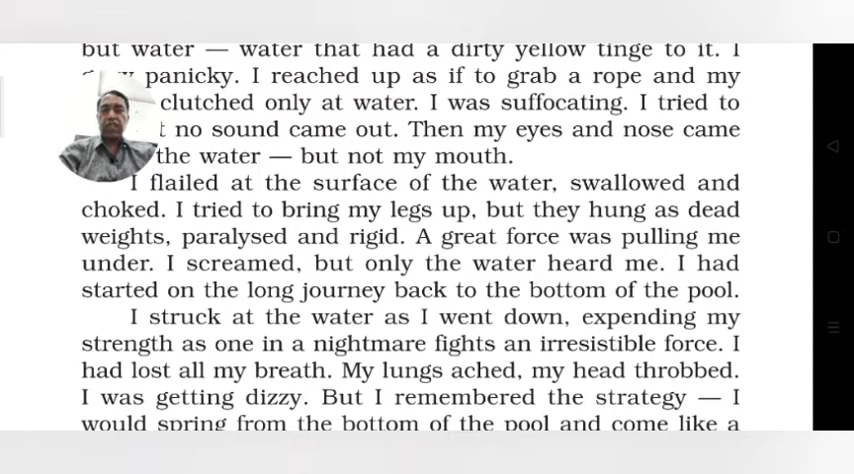 but water — water that had a dirty yellow tinge to it. I
panicky. I reached up as if to grab a rope and my
clutched only at water. I was suffocating. I tried to
no sound came out. Then my eyes and nose came
the water — but not my mouth.
I flailed at the surface of the water, swallowed and
choked. I tried to bring my legs up, but they hung as dead
weights, paralysed and rigid. A great force was pulling me
under. I screamed, but only the water heard me. I had
started on the long journey back to the bottom of the pool.
I struck at the water as I went down, expending my
strength as one in a nightmare fights an irresistible force. I
had lost all my breath. My lungs ached, my head throbbed.
I was getting dizzy. But I remembered the strategy — I
would spring from the bottom of the pool and come like a